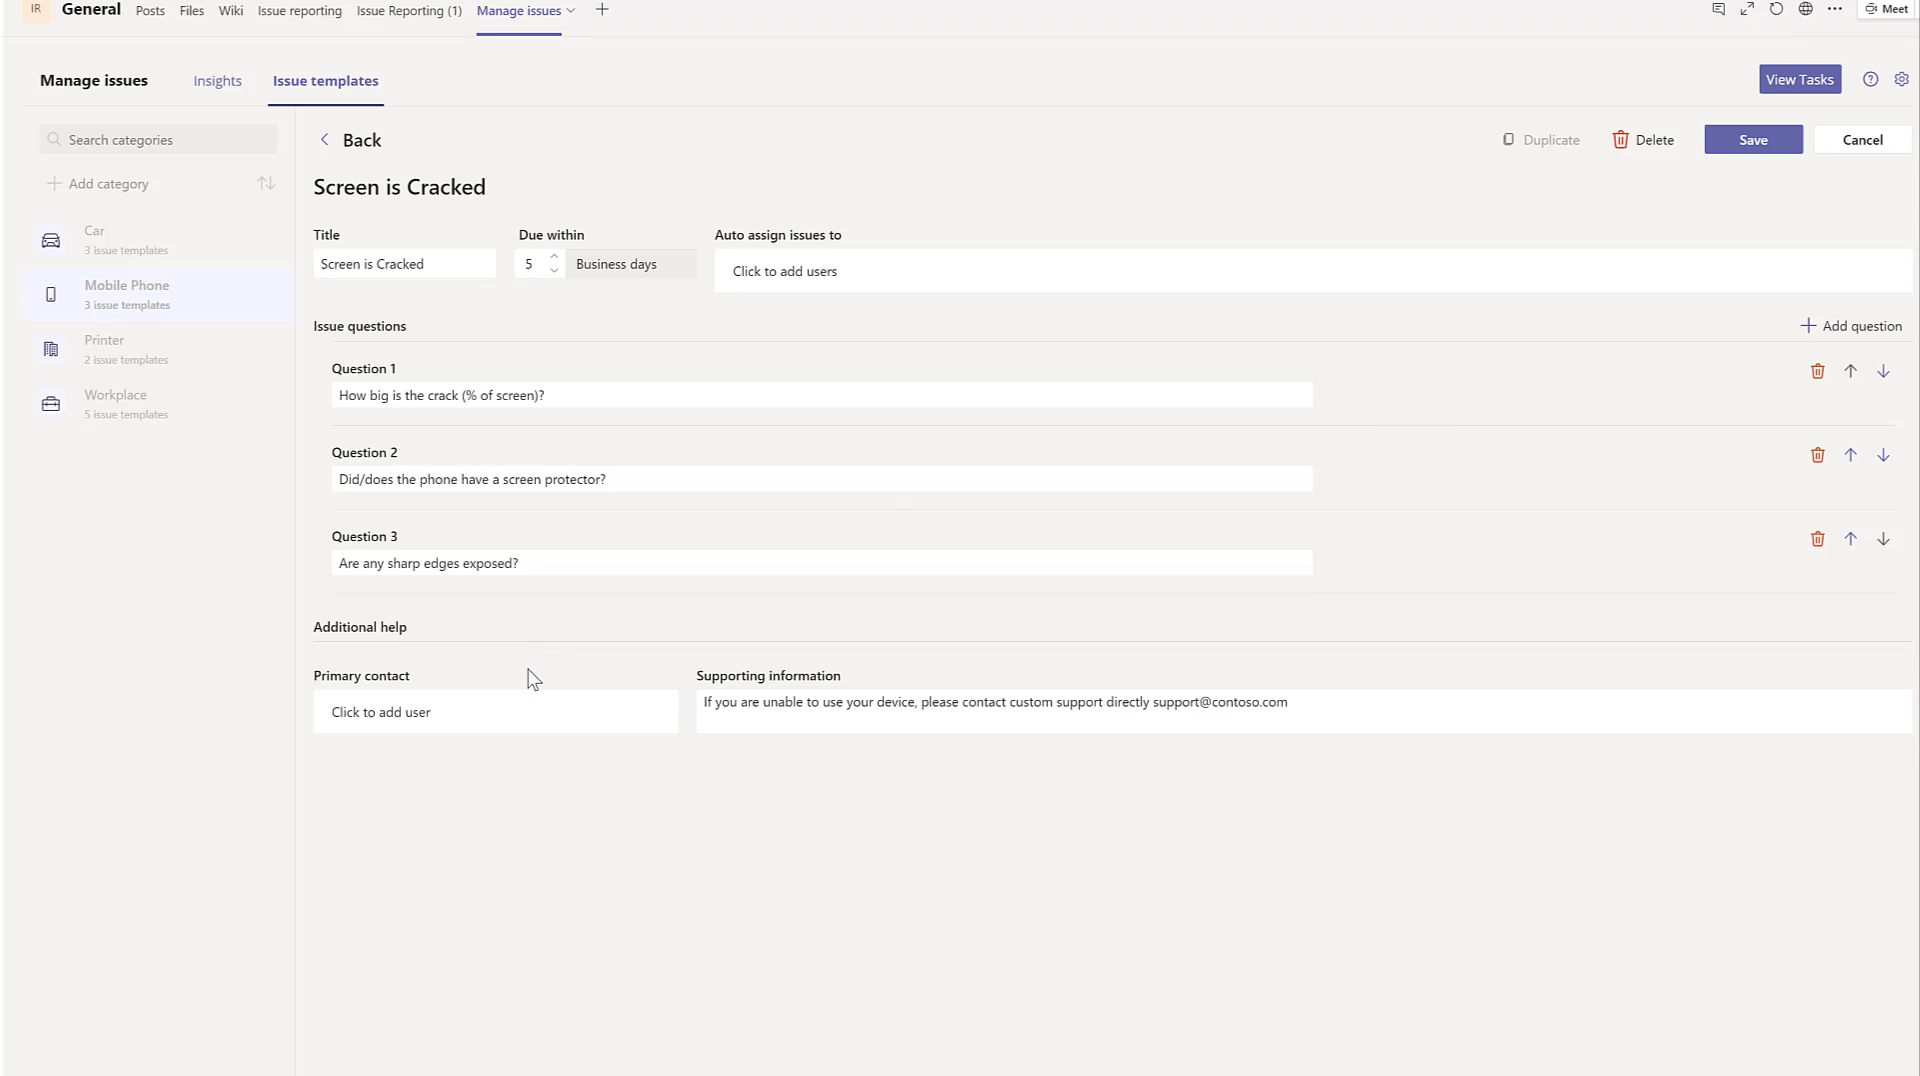 IR General Posts Files Wiki Issue reporting Issue Reporting (1) Manage issues Meet
Manage issues Insights Issue templates View Tasks
Search categories
Add category
Car
3 issue templates
Mobile Phone
3 issue templates
Printer
2 issue templates
Workplace
5 issue templates
Back Duplicate Delete Save Cancel
Screen is Cracked
Title Due within Auto assign issues to
Screen is Cracked 5 Business days Click to add users
Issue questions Add question
Question 1
How big is the crack (% of screen)?
Question 2
Did/does the phone have a screen protector?
Question 3
Are any sharp edges exposed?
Additional help
Primary contact Supporting information
Click to add user If you are unable to use your device, please contact custom support directly support@contoso.com